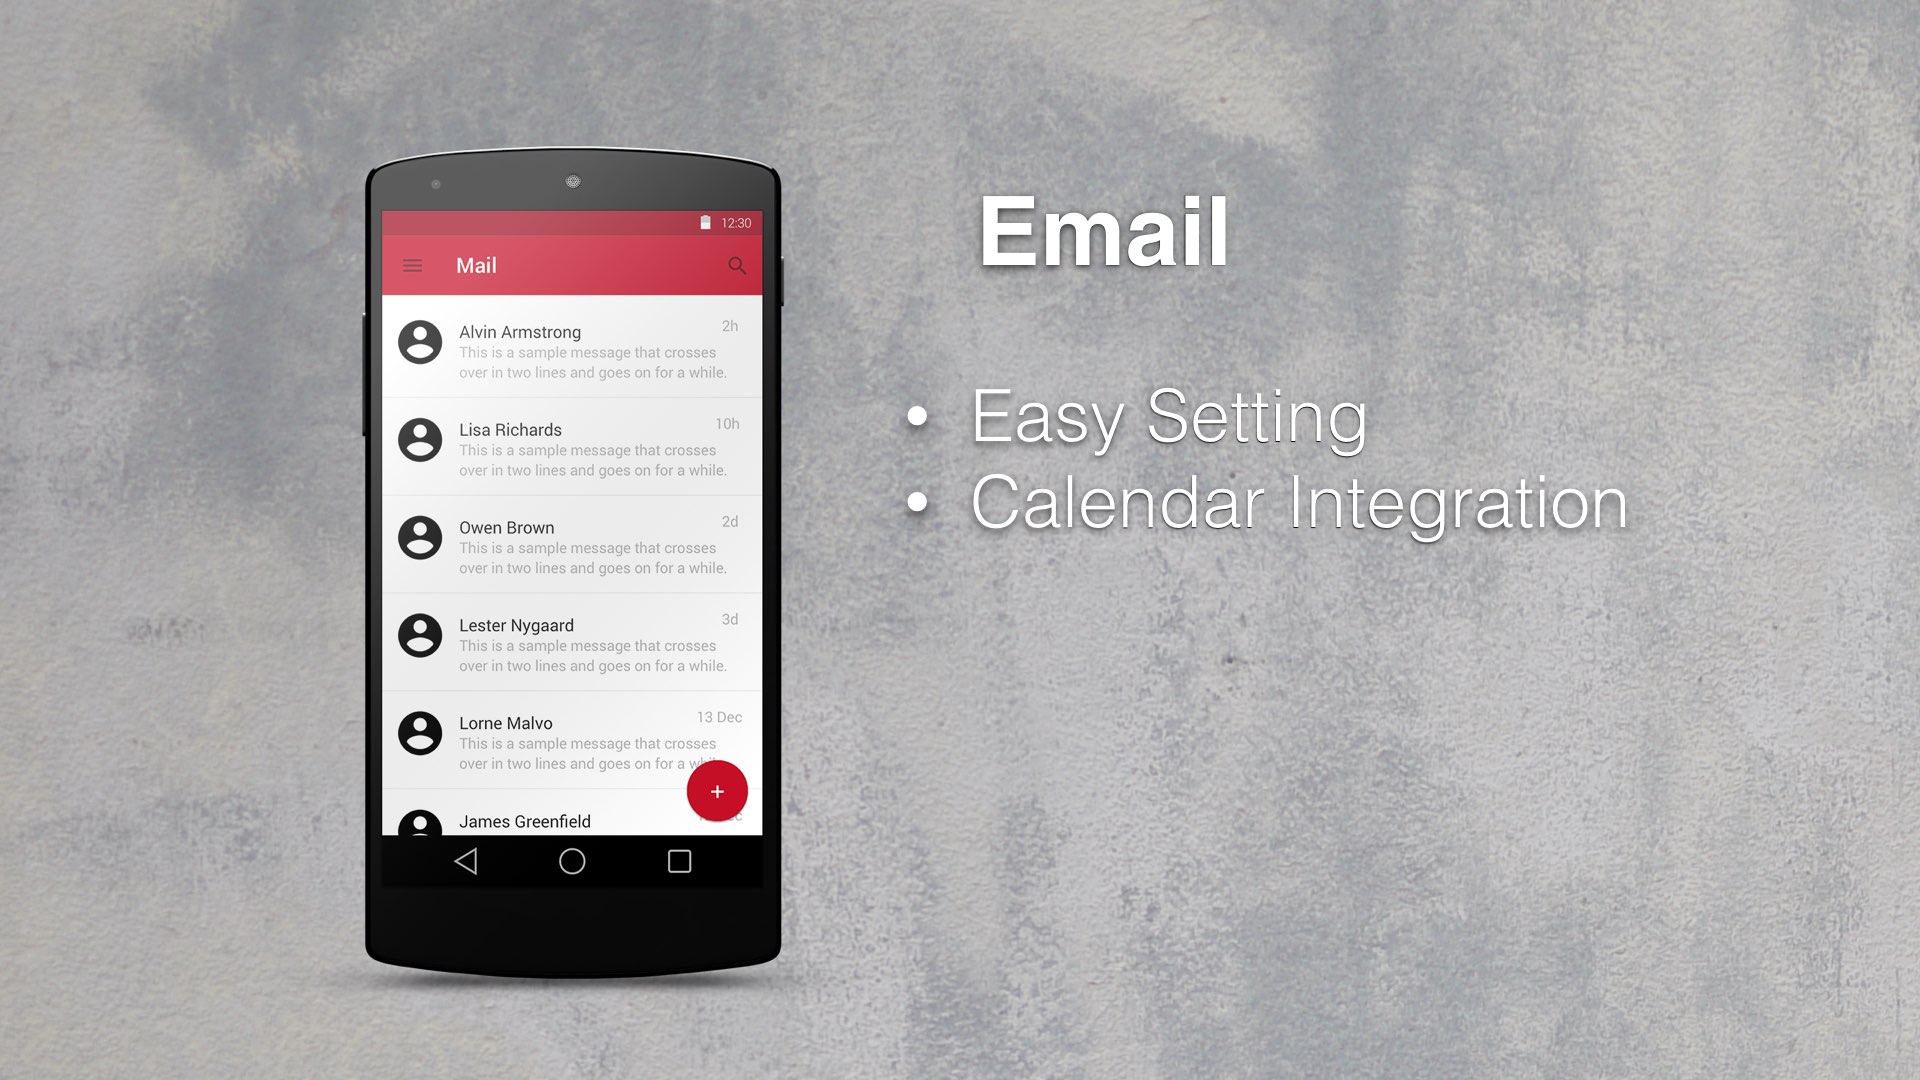 12:30
Mail
Alvin Armstrong
2h
This is a sample message that crosses
over in two lines and goes on for a while.
Lisa Richards
10h
This is a sample message that crosses
over in two lines and goes on for a while.
Owen Brown
2d
This is a sample message that crosses
over in two lines and goes on for a while.
Lester Nygaard
3d
This is a sample message that crosses
over in two lines and goes on for a while.
Lorne Malvo
13 Dec
This is a sample message that crosses
over in two lines and goes on for a
James Greenfield
Email
• Easy Setting
• Calendar Integration